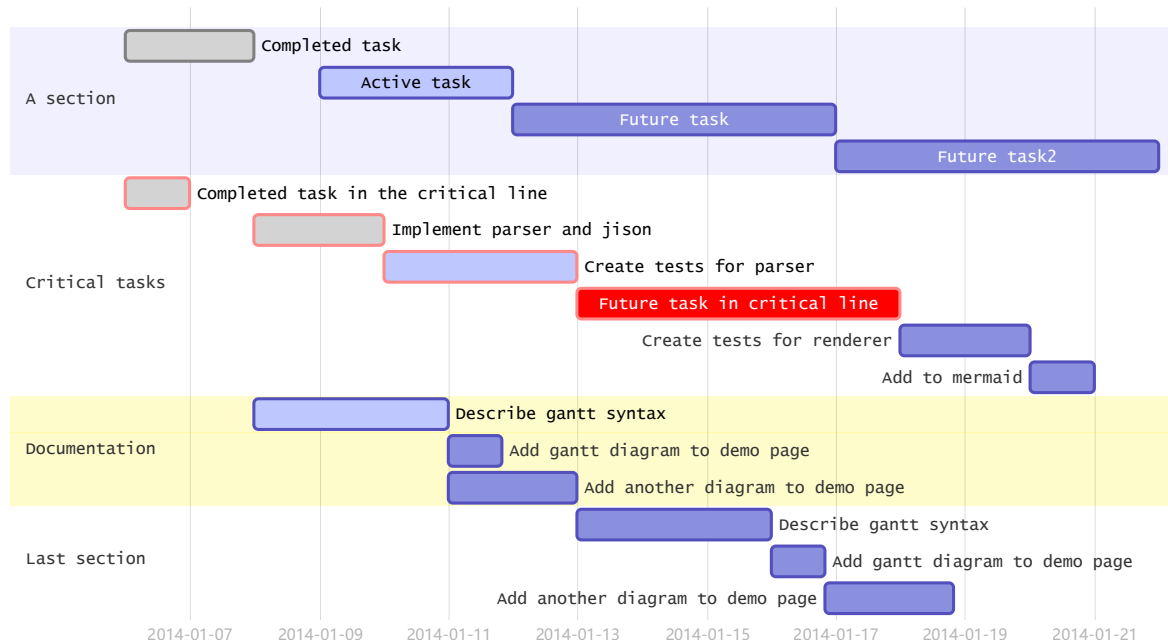 Completed task
Active task
A section
Future task
Future task2
Completed task in the critical line
Implement parser and jison
Create tests for parser
Critical tasks
Future task in critical line
Create tests for renderer
Add to mermaid
Describe gantt syntax
Documentation
Add gantt diagram to demo page
Add another diagram to demo page
Describe gantt syntax
Last section
Add gantt diagram to demo page
Add another diagram to demo page
2014-01-07 2014-01-09 2014-01-11 2014-01-13 2014-01-15 2014-01-17 2014-01-19 2014-01-21